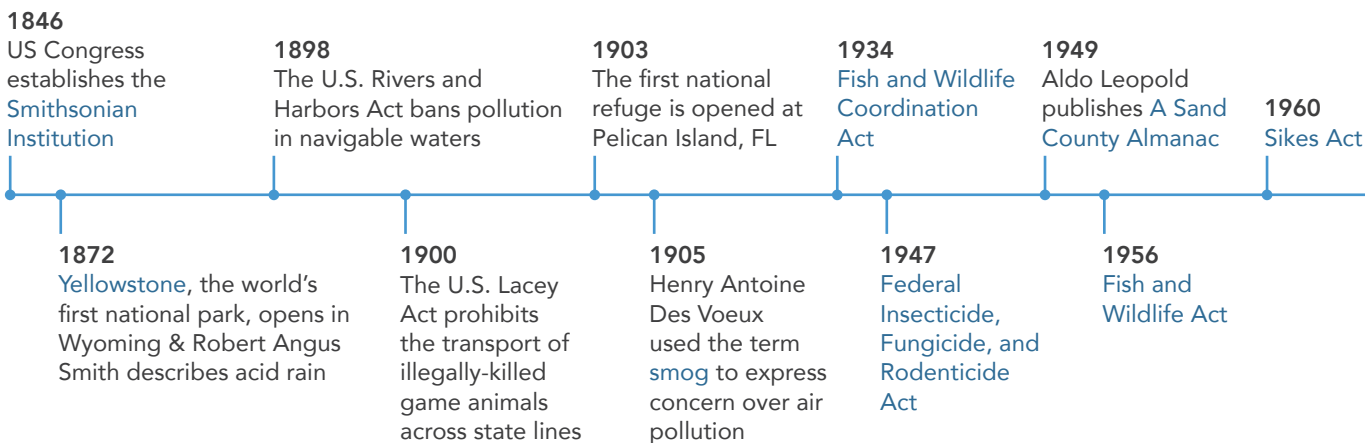 1846
US Congress
establishes the
Smithsonian
Institution
1872
Yellowstone, the world's
first national park, opens in
Wyoming & Robert Angus
Smith describes acid rain
1898
The U.S. Rivers and
Harbors Act bans pollution
in navigable waters
1900
The U.S. Lacey
Act prohibits
the transport of
illegally-killed
game animals
across state lines
1903
The first national
refuge is opened at
Pelican Island, FL
1905
Henry Antoine
Des Voeux
used the term
smog to express
concern over air
pollution
1934
Fish and Wildlife
Coordination
Act
1947
Federal
Insecticide,
Fungicide, and
Rodenticide
Act
1949
Aldo Leopold
publishes A Sand
County Almanac
1956
Fish and
Wildlife Act
1960
Sikes Act